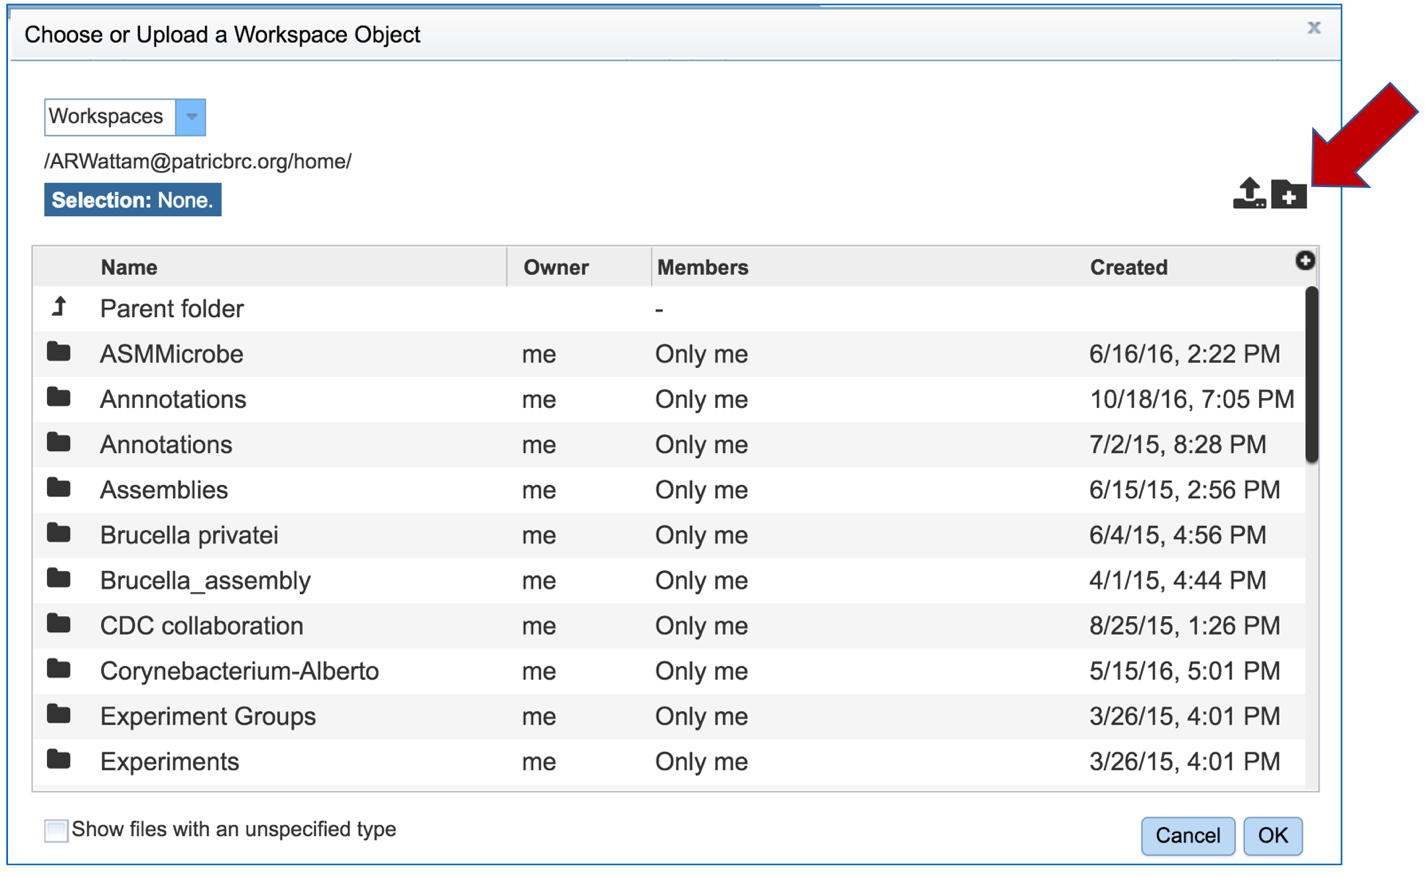 Choose or Upload a Workspace Object
x
Workspaces
/ARWattam@patricbrc.org/home/
Selection: None.
Name Owner Members Created
Parent folder -
ASMMicrobe me Only me 6/16/16, 2:22 PM
Annnotations me Only me 10/18/16, 7:05 PM
Annotations me Only me 7/2/15, 8:28 PM
Assemblies me Only me 6/15/15, 2:56 PM
Brucella privatei me Only me 6/4/15, 4:56 PM
Brucella_assembly me Only me 4/1/15, 4:44 PM
CDC collaboration me Only me 8/25/15, 1:26 PM
Corynebacterium-Alberto me Only me 5/15/16, 5:01 PM
Experiment Groups me Only me 3/26/15, 4:01 PM
Experiments me Only me 3/26/15, 4:01 PM
Show files with an unspecified type
Cancel OK